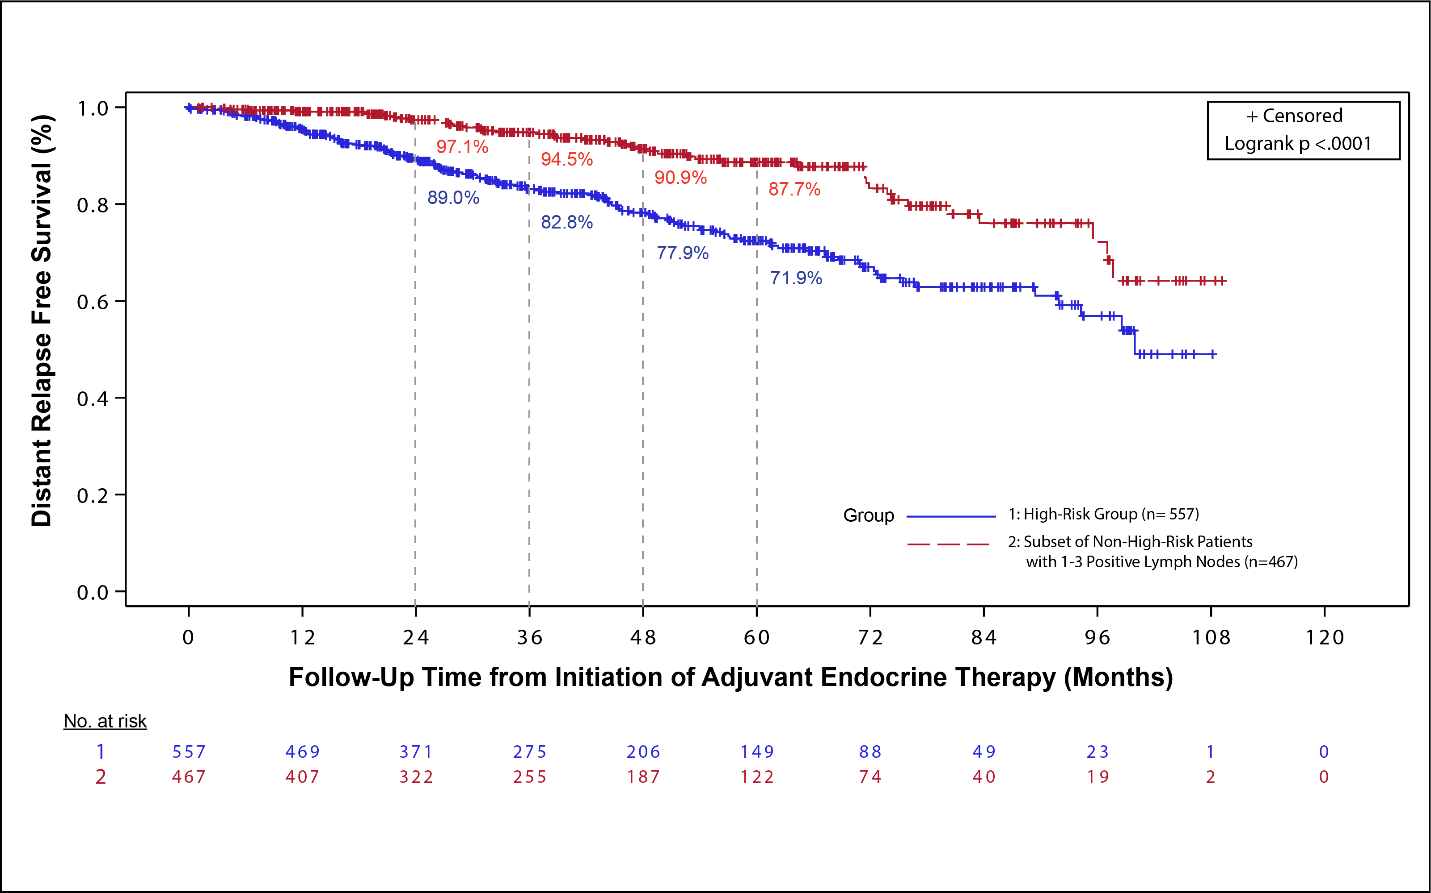 + Censored
Logrank p <.0001
Distant Relapse Free Survival (%)
1.0
0.8
0.6
0.4
0.2
0.0
97.1%
94.5%
90.9%
87.7%
89.0%
82.8%
77.9%
71.9%
Group
1: High-Risk Group (n= 557)
2: Subset of Non-High-Risk Patients
with 1-3 Positive Lymph Nodes (n=467)
0 12 24 36 48 60 72 84 96 108 120
Follow-Up Time from Initiation of Adjuvant Endocrine Therapy (Months)
No. at risk
1 557 469 371 275 206 149 88 49 23 1 0
2 467 407 322 255 187 122 74 40 19 2 0